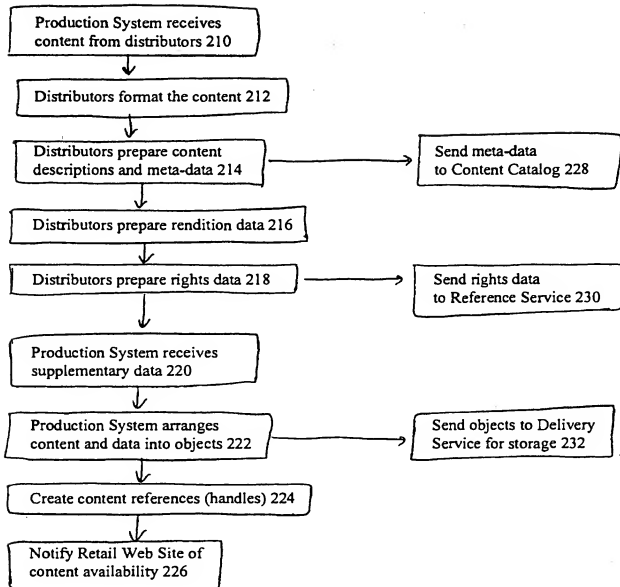 Production System receives
content from distributors 210
Distributors format the content 212
Distributors prepare content
descriptions and meta-data 214
Send meta-data
to Content Catalog 228
Distributors prepare rendition data 216
Distributors prepare rights data 218
Send rights data
to Reference Service 230
Production System receives
supplementary data 220
Production System arranges
content and data into objects 222
Send objects to Delivery
Service for storage 232
Create content references (handles) 224
Notify Retail Web Site of
content availability 226